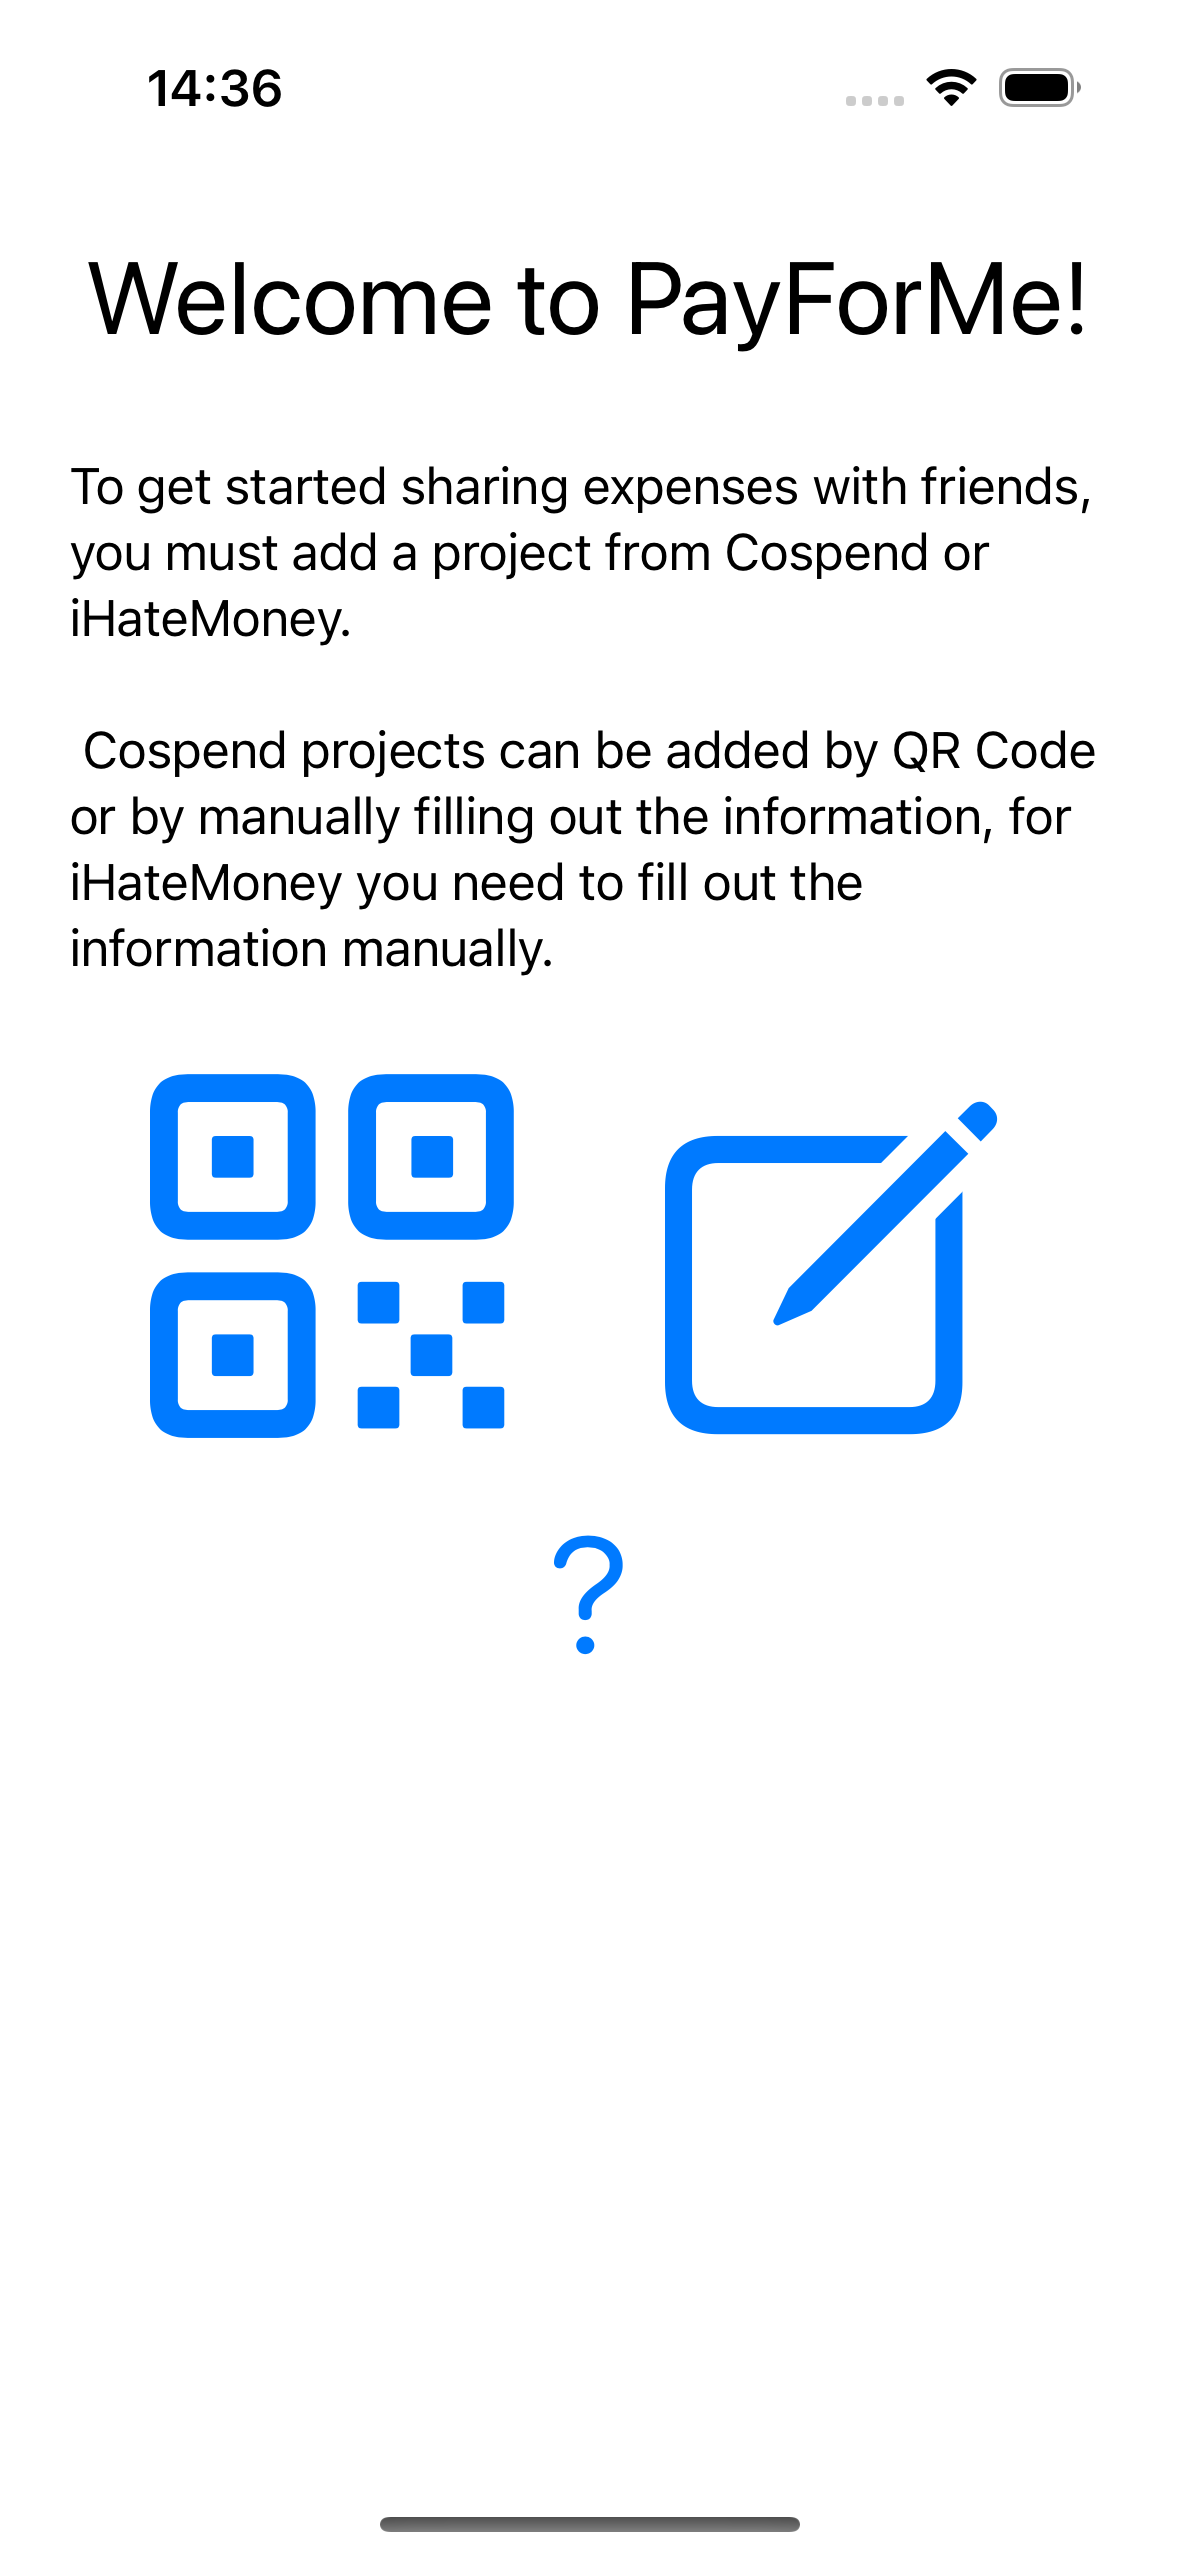 14:36
Welcome to PayForMe!
To get started sharing expenses with friends,
you must add a project from Cospend or
iHateMoney.
Cospend projects can be added by QR Code
or by manually filling out the information, for
iHateMoney you need to fill out the
information manually.
?